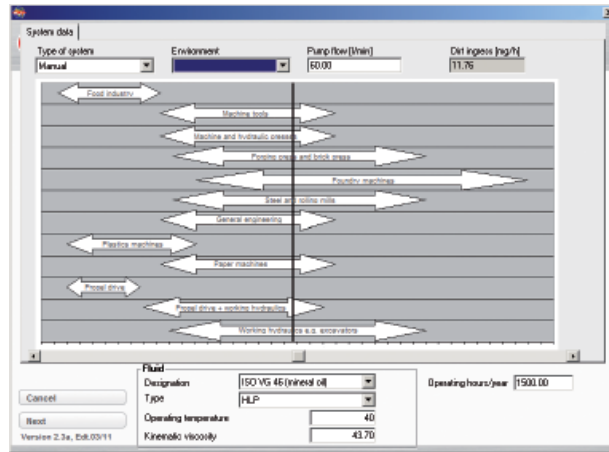 System data
Type of system Environment Pump flow [l/min] Dirt ingress [mg/h]
Manual 60.00 11.76
Food industry
Machine tools
Machine and hydraulic presses
Forging press and brick press
Foundry machines
Steel and rolling mills
General engineering
Plastics machines
Paper machines
Propel drive
Propel drive + working hydraulics
Working hydraulics e.g. excavators
Fluid
Designation ISO VG 46 (mineral oil) Operating hours/year 1500.00
Cancel Type HLP
Next Operating temperature 40
Version 2.3a, Edt.03/11 Kinematic viscosity 43.70